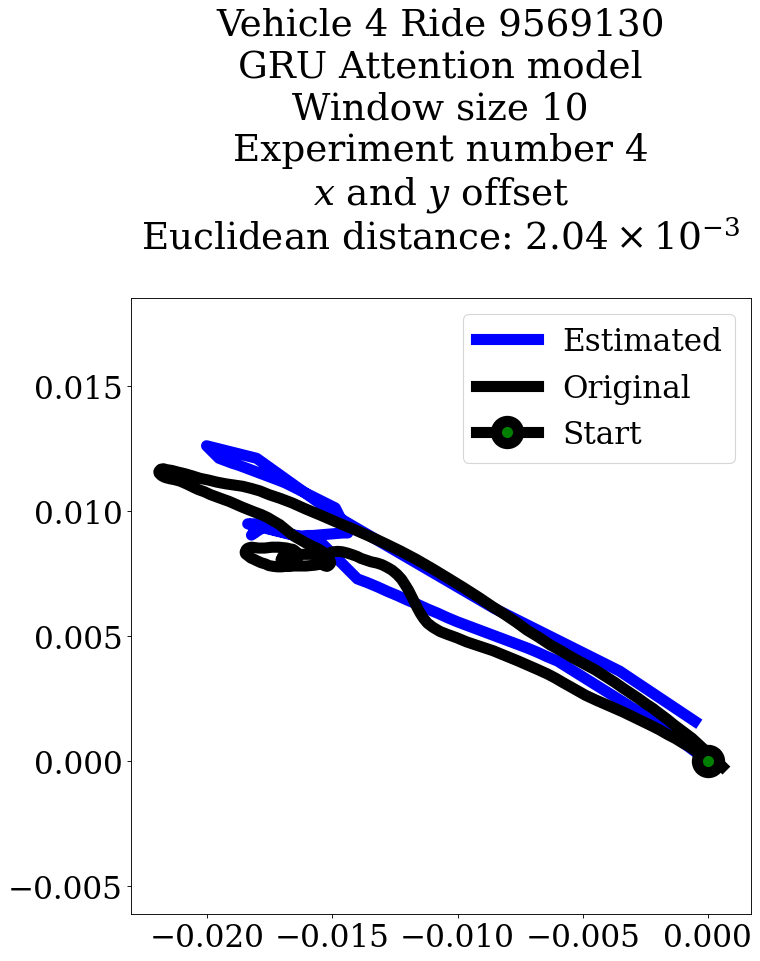 Vehicle 4 Ride 9569130
GRU Attention model
Window size 10
Experiment number 4
x and y offset
Euclidean distance: 2.04 × 10⁻³
Estimated
Original
Start
0.015
0.010
0.005
0.000
−0.005
−0.020 −0.015 −0.010 −0.005 0.000